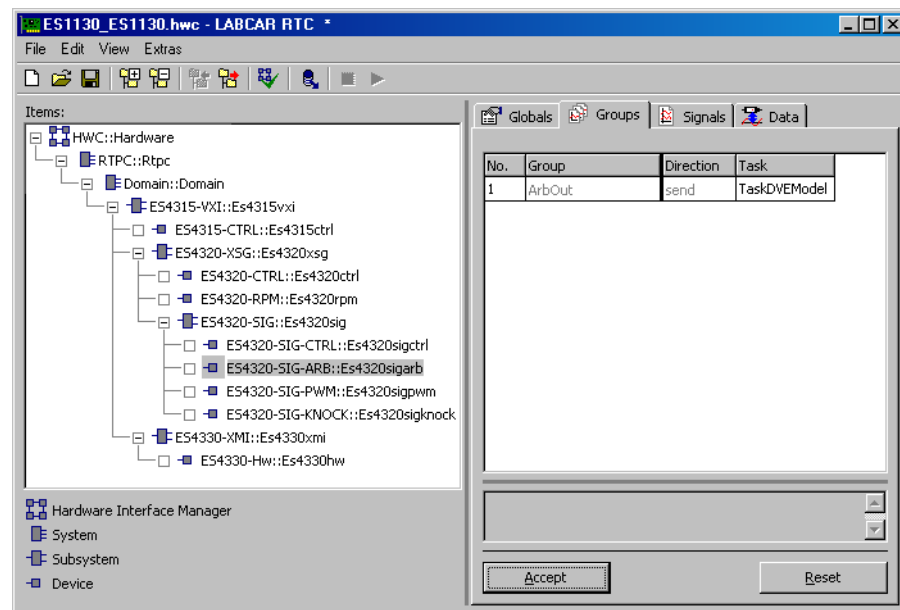 ES1130_ES1130.hwc - LABCAR RTC *
File Edit View Extras
Items:
HWC::Hardware
RTPC::Rtpc
Domain::Domain
ES4315-VXI::Es4315vxi
ES4315-CTRL::Es4315ctrl
ES4320-XSG::Es4320xsg
ES4320-CTRL::Es4320ctrl
ES4320-RPM::Es4320rpm
ES4320-SIG::Es4320sig
ES4320-SIG-CTRL::Es4320sigctrl
ES4320-SIG-ARB::Es4320sigarb
ES4320-SIG-PWM::Es4320sigpwm
ES4320-SIG-KNOCK::Es4320sigknock
ES4330-XMI::Es4330xmi
ES4330-Hw::Es4330hw
Hardware Interface Manager
System
Subsystem
Device
Globals Groups Signals Data
No. Group Direction Task
1 ArbOut send TaskDVEModel
Accept Reset